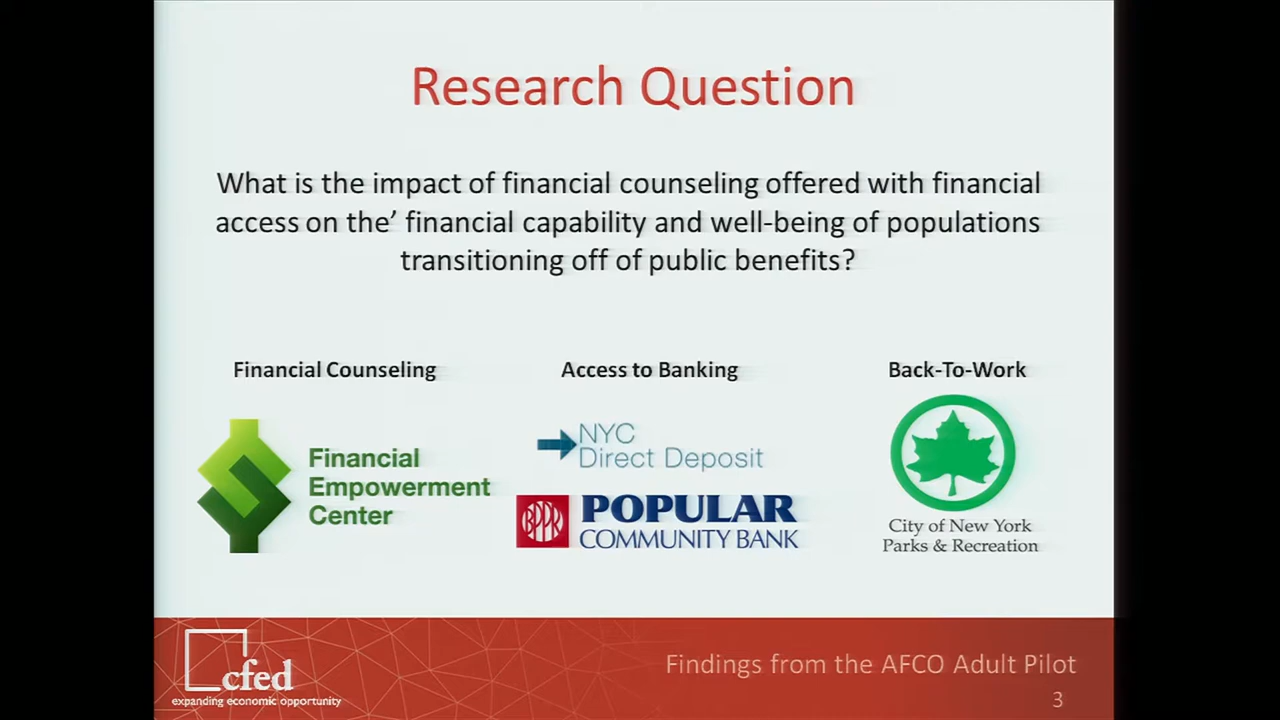 Research Question
What is the impact of financial counseling offered with financial
access on the’ financial capability and well-being of populations
transitioning off of public benefits?
Financial Counseling
Access to Banking
Back-To-Work
Financial
Empowerment
Center
NYC
Direct Deposit
BPPR
POPULAR
COMMUNITY BANK
City of New York
Parks & Recreation
cfed
expanding economic opportunity
Findings from the AFCO Adult Pilot
3